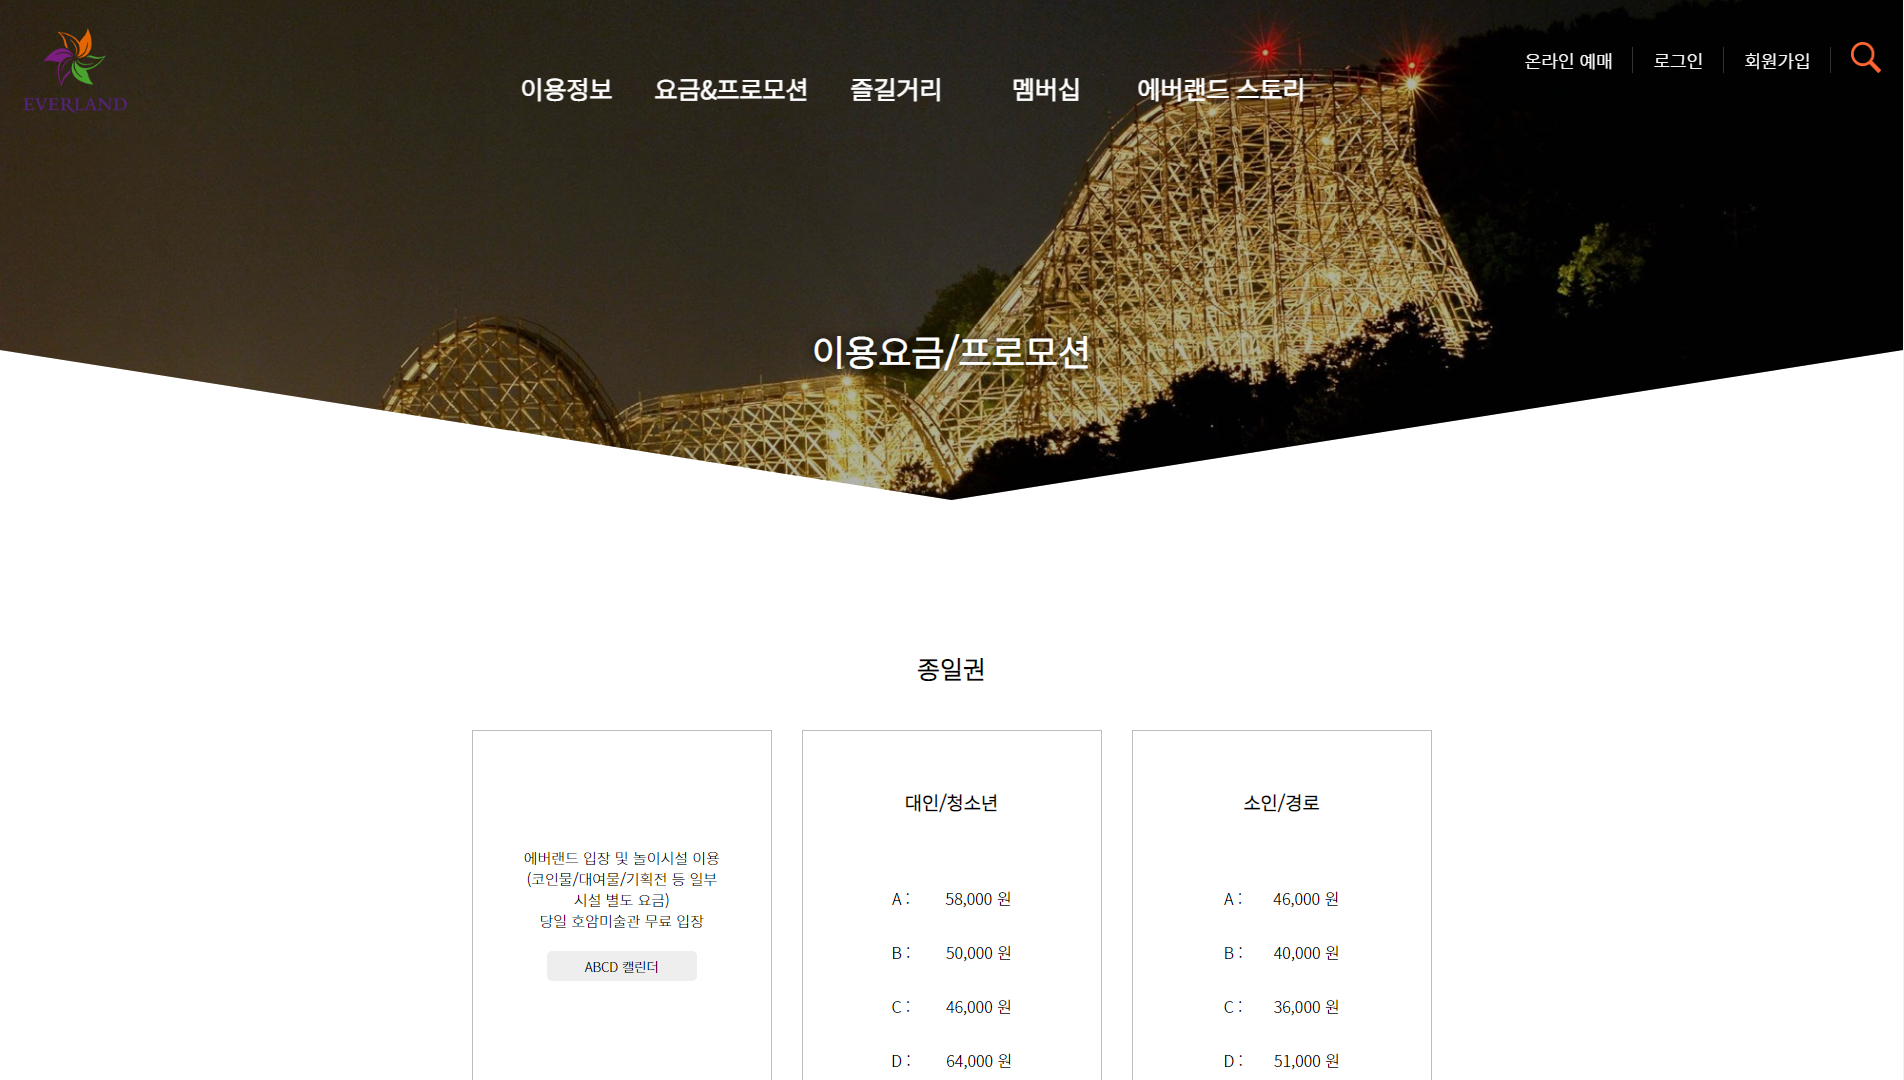 EVERLAND
이용정보 요금&프로모션 즐길거리 멤버십 에버랜드 스토리
온라인 예매 로그인 회원가입
이용요금/프로모션
종일권
에버랜드 입장 및 놀이시설 이용
(코인물/대여물/기획전 등 일부
시설 별도 요금)
당일 호암미술관 무료 입장
ABCD 캘린더
대인/청소년
A : 58,000 원
B : 50,000 원
C : 46,000 원
D : 64,000 원
소인/경로
A : 46,000 원
B : 40,000 원
C : 36,000 원
D : 51,000 원